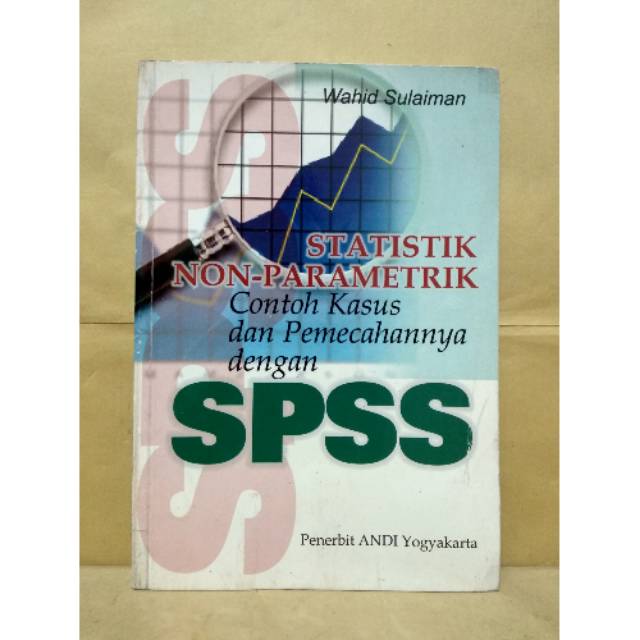 Wahid Sulaiman
STATISTIK
NON-PARAMETRIK
Contoh Kasus
dan Pemecahannya
dengan
SPSS
Penerbit ANDI Yogyakarta